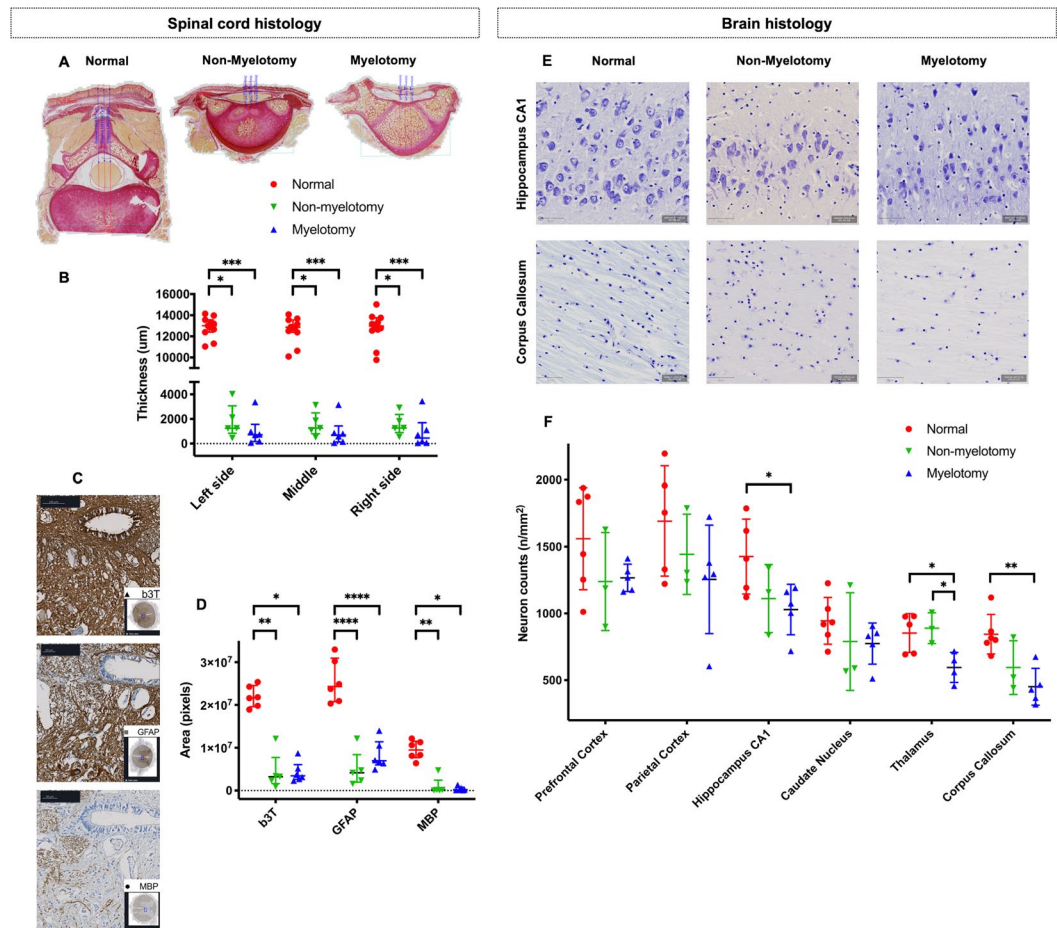 Spinal cord histology
Brain histology
A
Normal
Non-Myelotomy
Myelotomy
Normal
Non-myelotomy
Myelotomy
B
*** *** ***
* * *
Thickness (um)
16000
14000
12000
10000
4000
2000
0
Left side
Middle
Right side
C
b3T
GFAP
MBP
D
* **** *
** **** **
Area (pixels)
3×10⁷
2×10⁷
1×10⁷
0
b3T
GFAP
MBP
E
Normal
Non-Myelotomy
Myelotomy
Hippocampus CA1
Corpus Callosum
F
Normal
Non-myelotomy
Myelotomy
* * * **
Neuron counts (n/mm²)
2000
1500
1000
500
Prefrontal Cortex
Parietal Cortex
Hippocampus CA1
Caudate Nucleus
Thalamus
Corpus Callosum